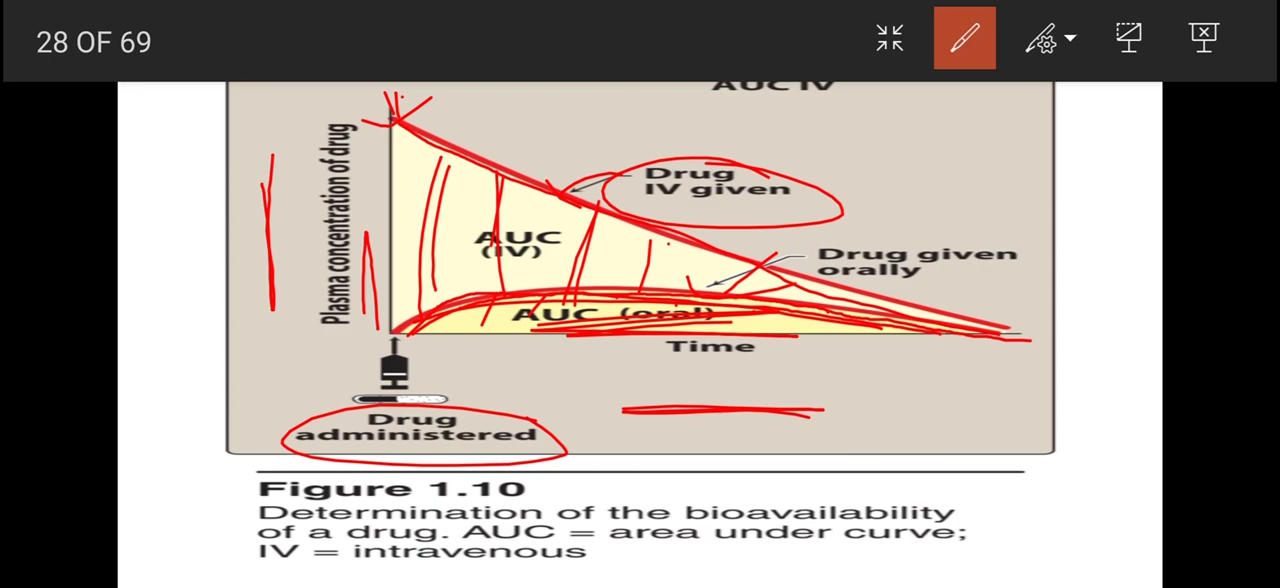 28 OF 69
AUC IV
Plasma concentration of drug
Drug
IV given
AUC
(IV)
Drug given
orally
AUC (oral)
Time
Drug
administered
Figure 1.10
Determination of the bioavailability
of a drug. AUC = area under curve;
IV = intravenous